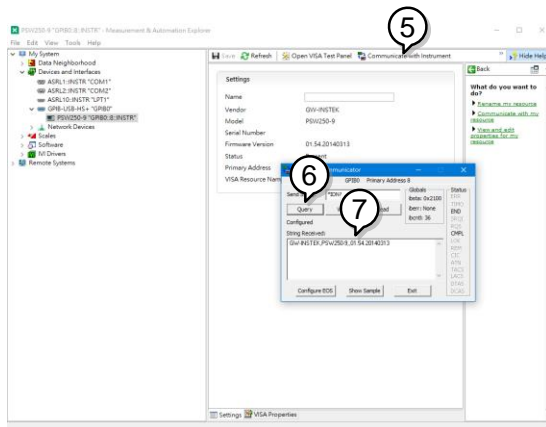 PSW250-9 "GPIB0::8::INSTR" - Measurement & Automation Explorer
File Edit View Tools Help
My System
Data Neighborhood
Devices and Interfaces
ASRL1::INSTR "COM1"
ASRL2::INSTR "COM2"
ASRL10::INSTR "LPT1"
GPIB-USB-HS+ "GPIB0"
PSW250-9 "GPIB0::8::INSTR"
Network Devices
Scales
Software
IVI Drivers
Remote Systems
Save Refresh Open VISA Test Panel Communicate with Instrument Hide Help
5
Settings
Name
Vendor GW-INSTEK
Model PSW250-9
Serial Number
Firmware Version 01.54.20140313
Status
Primary Address
VISA Resource Name
Back
What do you want to do?
Rename my resource
Communicate with my resource
View and edit properties for my resource
6
7
GPIB0 Primary Address 8
Send *IDN?
Query
Configured
String Received:
GW-INSTEK,PSW250-9,,01.54.20140313
Globals
ibsta: 0x2100
iberr: None
ibcntl: 36
Status
ERR
TIMO
END
SRQI
RQS
CMPL
LOK
REM
CIC
ATN
TACS
LACS
DTAS
DCAS
Configure EOS Show Sample Exit
Settings VISA Properties